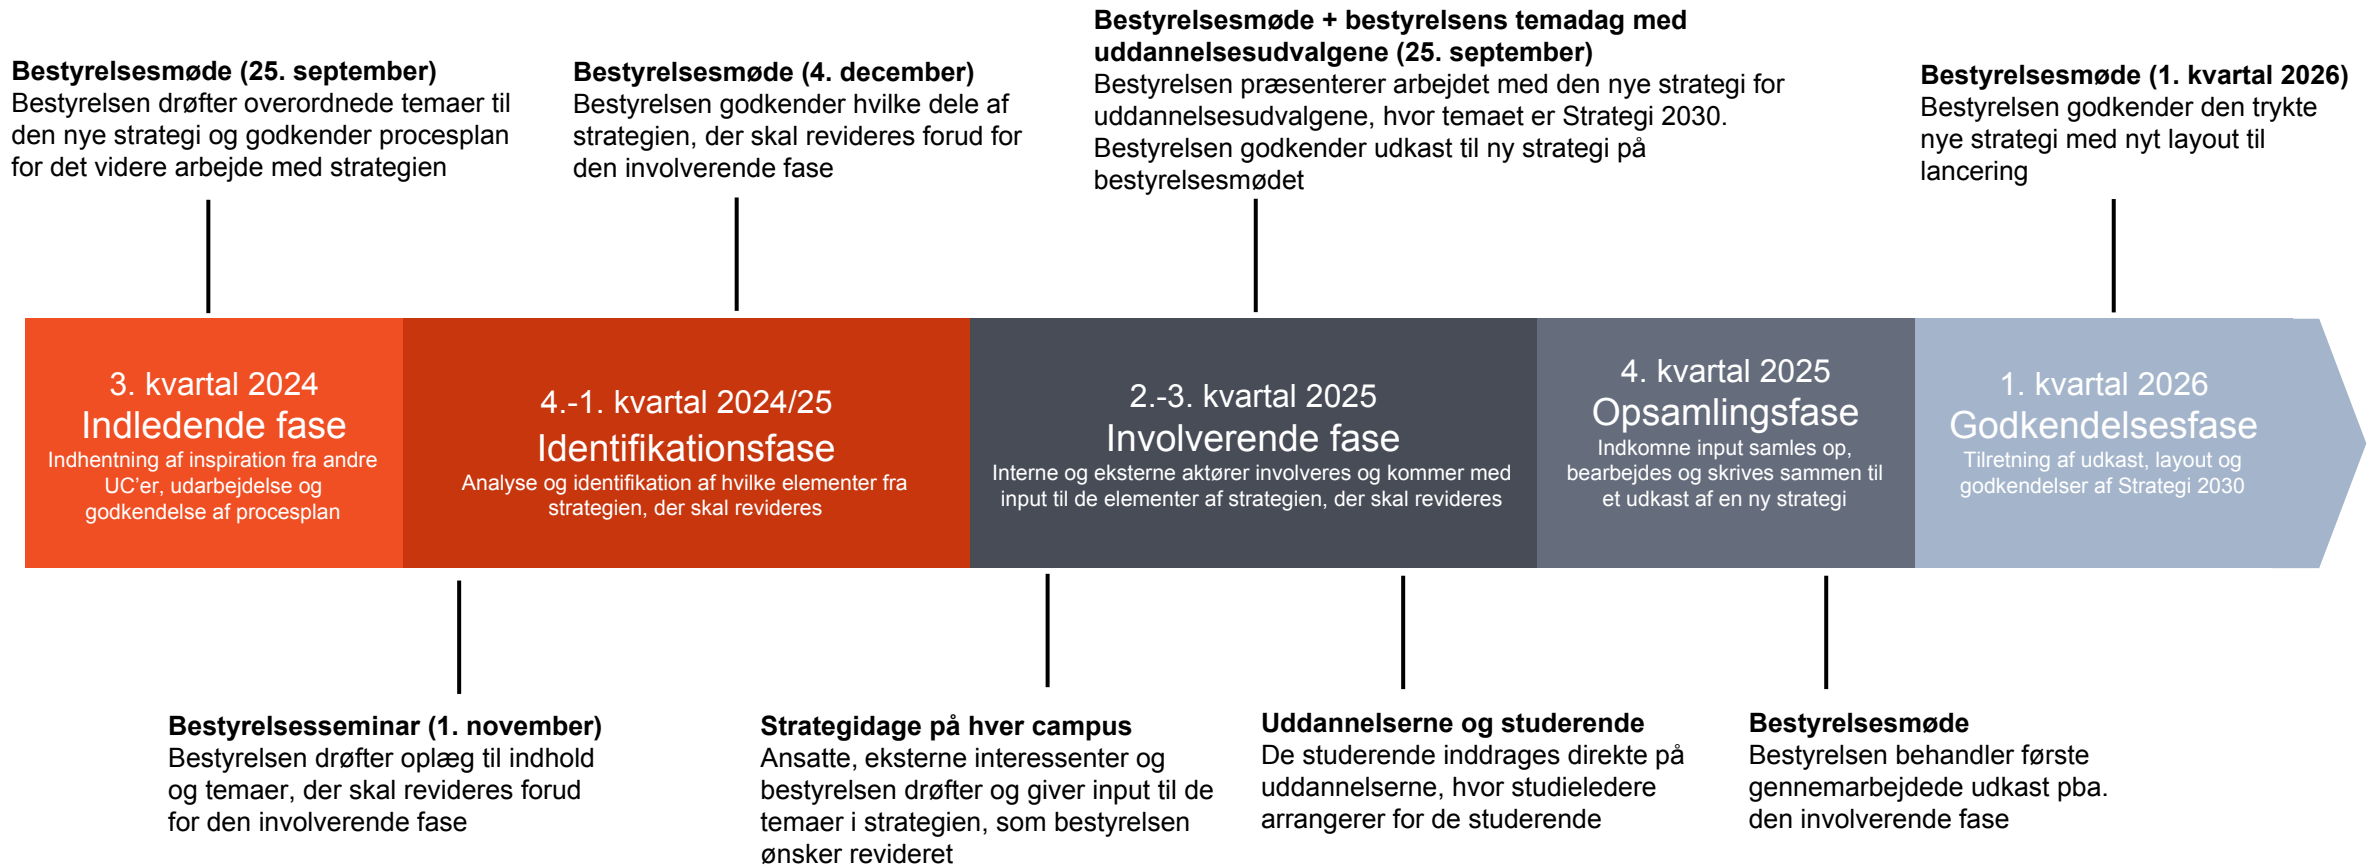 Bestyrelsesmøde (25. september)
Bestyrelsen drøfter overordnede temaer til
den nye strategi og godkender procesplan
for det videre arbejde med strategien
Bestyrelsesmøde (4. december)
Bestyrelsen godkender hvilke dele af
strategien, der skal revideres forud for
den involverende fase
Bestyrelsesmøde + bestyrelsens temadag med
uddannelsesudvalgene (25. september)
Bestyrelsen præsenterer arbejdet med den nye strategi for
uddannelsesudvalgene, hvor temaet er Strategi 2030.
Bestyrelsen godkender udkast til ny strategi på
bestyrelsesmødet
Bestyrelsesmøde (1. kvartal 2026)
Bestyrelsen godkender den trykte
nye strategi med nyt layout til
lancering
3. kvartal 2024
Indledende fase
Indhentning af inspiration fra andre
UC'er, udarbejdelse og
godkendelse af procesplan
4.-1. kvartal 2024/25
Identifikationsfase
Analyse og identifikation af hvilke elementer fra
strategien, der skal revideres
2.-3. kvartal 2025
Involverende fase
Interne og eksterne aktører involveres og kommer med
input til de elementer af strategien, der skal revideres
4. kvartal 2025
Opsamlingsfase
Indkomne input samles op,
bearbejdes og skrives sammen til
et udkast af en ny strategi
1. kvartal 2026
Godkendelsesfase
Tilretning af udkast, layout og
godkendelser af Strategi 2030
Bestyrelsesseminar (1. november)
Bestyrelsen drøfter oplæg til indhold
og temaer, der skal revideres forud
for den involverende fase
Strategidage på hver campus
Ansatte, eksterne interessenter og
bestyrelsen drøfter og giver input til de
temaer i strategien, som bestyrelsen
ønsker revideret
Uddannelserne og studerende
De studerende inddrages direkte på
uddannelserne, hvor studieledere
arrangerer for de studerende
Bestyrelsesmøde
Bestyrelsen behandler første
gennemarbejdede udkast pba.
den involverende fase